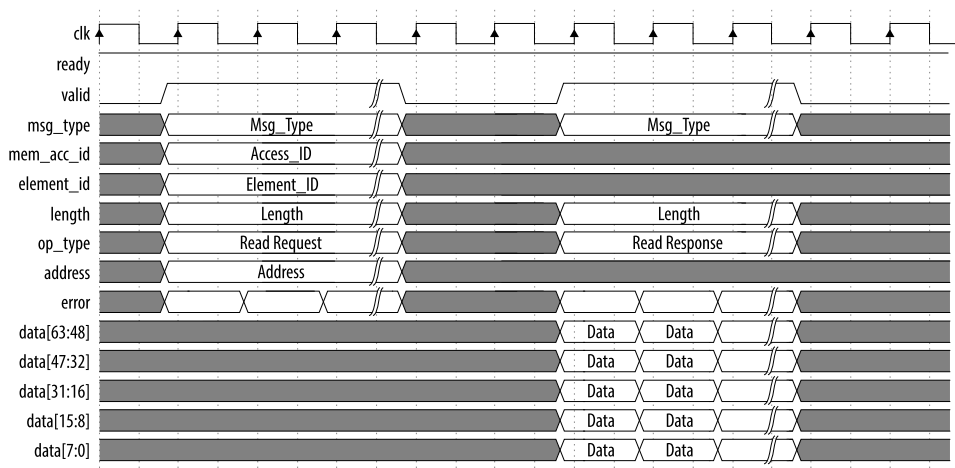 clk
ready
valid
msg_type Msg_Type Msg_Type
mem_acc_id Access_ID
element_id Element_ID
length Length Length
op_type Read Request Read Response
address Address
error
data[63:48] Data Data
data[47:32] Data Data
data[31:16] Data Data
data[15:8] Data Data
data[7:0] Data Data